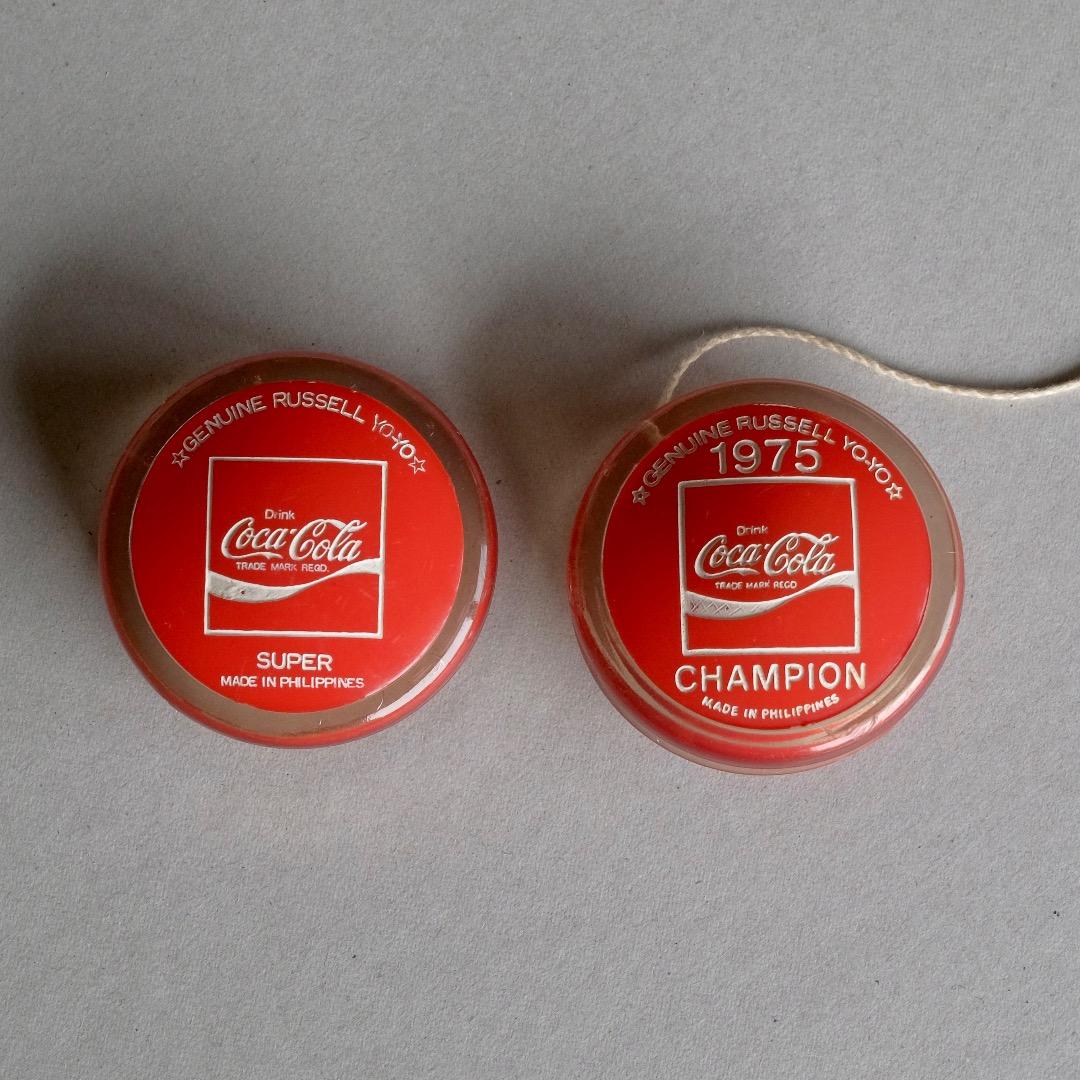 ☆GENUINE RUSSELL YO-YO☆
Drink
Coca-Cola
TRADE MARK REGD.
SUPER
MADE IN PHILIPPINES
☆GENUINE RUSSELL YO-YO☆
1975
Drink
Coca-Cola
TRADE MARK REGD
CHAMPION
MADE IN PHILIPPINES